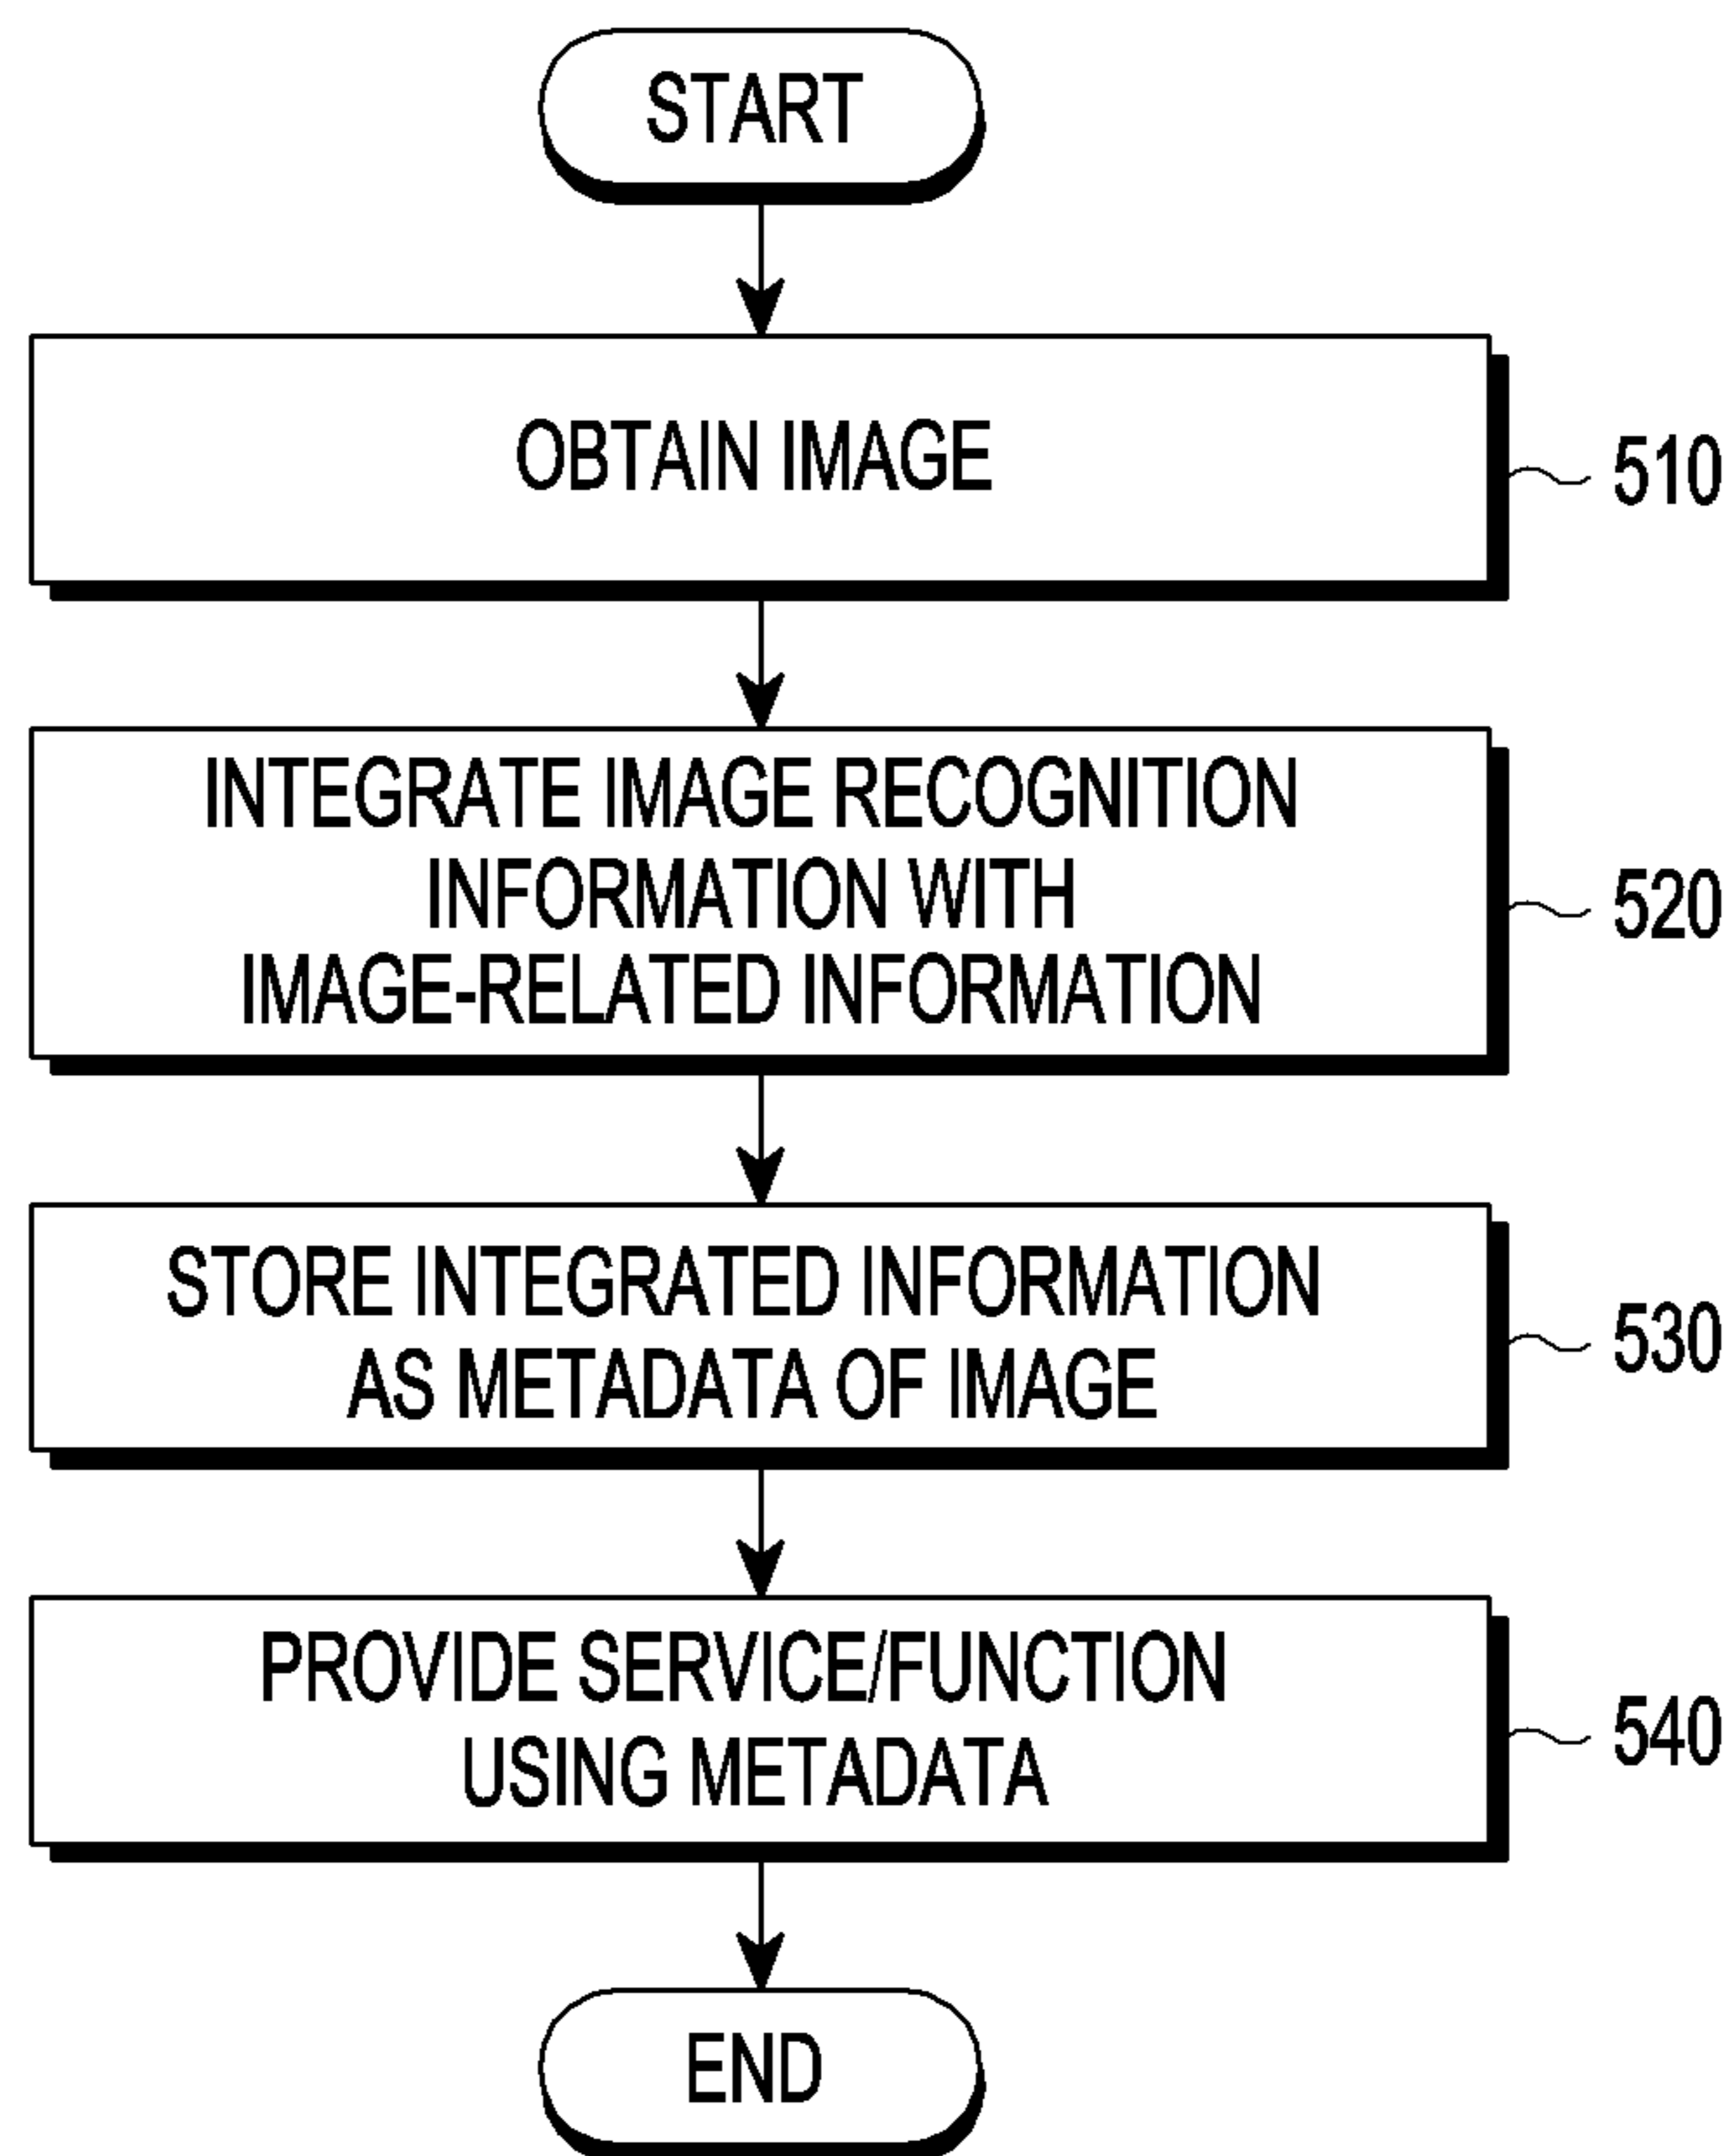 START
OBTAIN IMAGE
510
INTEGRATE IMAGE RECOGNITION
INFORMATION WITH
IMAGE-RELATED INFORMATION
520
STORE INTEGRATED INFORMATION
AS METADATA OF IMAGE
530
PROVIDE SERVICE/FUNCTION
USING METADATA
540
END